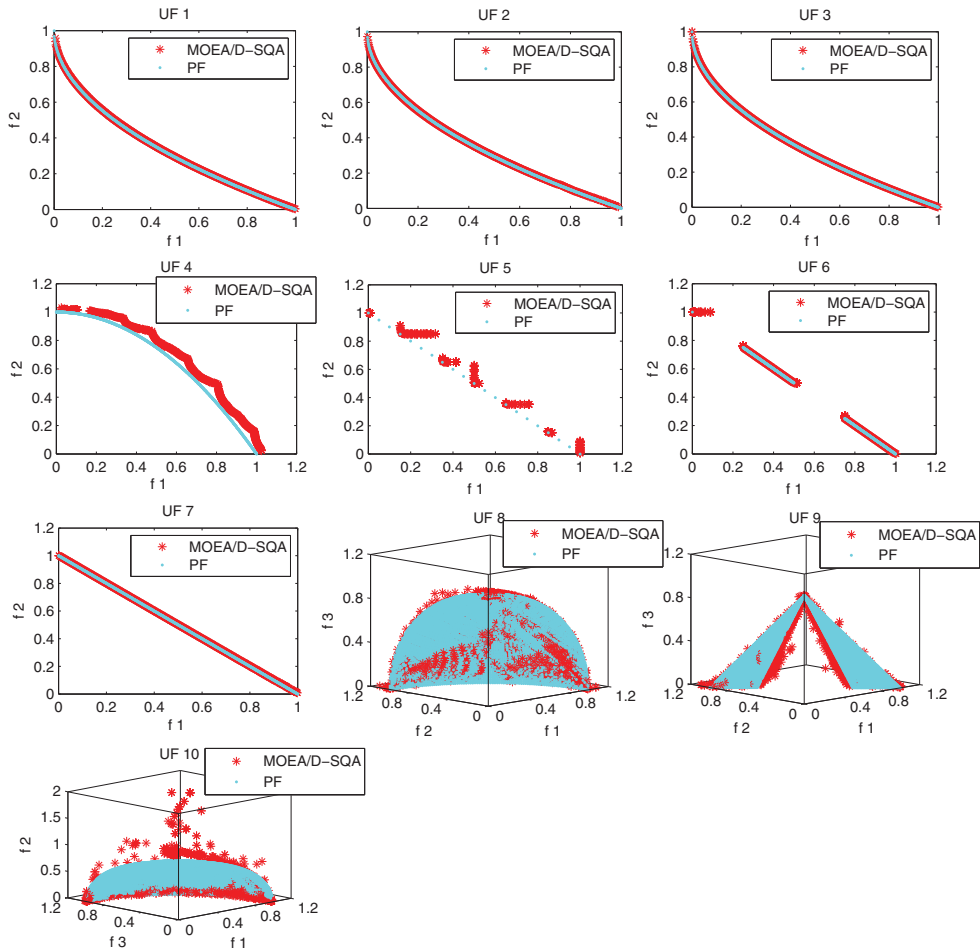 UF 1
MOEA/D−SQA
PF
1
0.8
0.6
0.4
0.2
0
f 2
0 0.2 0.4 0.6 0.8 1
f 1
UF 2
MOEA/D−SQA
PF
1
0.8
0.6
0.4
0.2
0
f 2
0 0.2 0.4 0.6 0.8 1
f 1
UF 3
MOEA/D−SQA
PF
1
0.8
0.6
0.4
0.2
0
f 2
0 0.2 0.4 0.6 0.8 1
f 1
UF 4
MOEA/D−SQA
PF
1.2
1
0.8
0.6
0.4
0.2
0
f 2
0 0.2 0.4 0.6 0.8 1 1.2
f 1
UF 5
MOEA/D−SQA
PF
1.2
1
0.8
0.6
0.4
0.2
0
f 2
0 0.2 0.4 0.6 0.8 1 1.2
f 1
UF 6
MOEA/D−SQA
PF
1.2
1
0.8
0.6
0.4
0.2
0
f 2
0 0.2 0.4 0.6 0.8 1 1.2
f 1
UF 7
MOEA/D−SQA
PF
1.2
1
0.8
0.6
0.4
0.2
0
f 2
0 0.2 0.4 0.6 0.8 1
f 1
UF 8
MOEA/D−SQA
PF
1.2
0.8
0.4
0
f 3
1.2 0.8 0.4 0
f 2
0 0.4 0.8 1.2
f 1
UF 9
MOEA/D−SQA
PF
1.2
0.8
0.4
0
f 3
1.2 0.8 0.4 0
f 2
0 0.4 0.8 1.2
f 1
UF 10
MOEA/D−SQA
PF
2
1.5
1
0.5
0
f 2
1.2 0.8 0.4 0
f 3
0 0.4 0.8 1.2
f 1